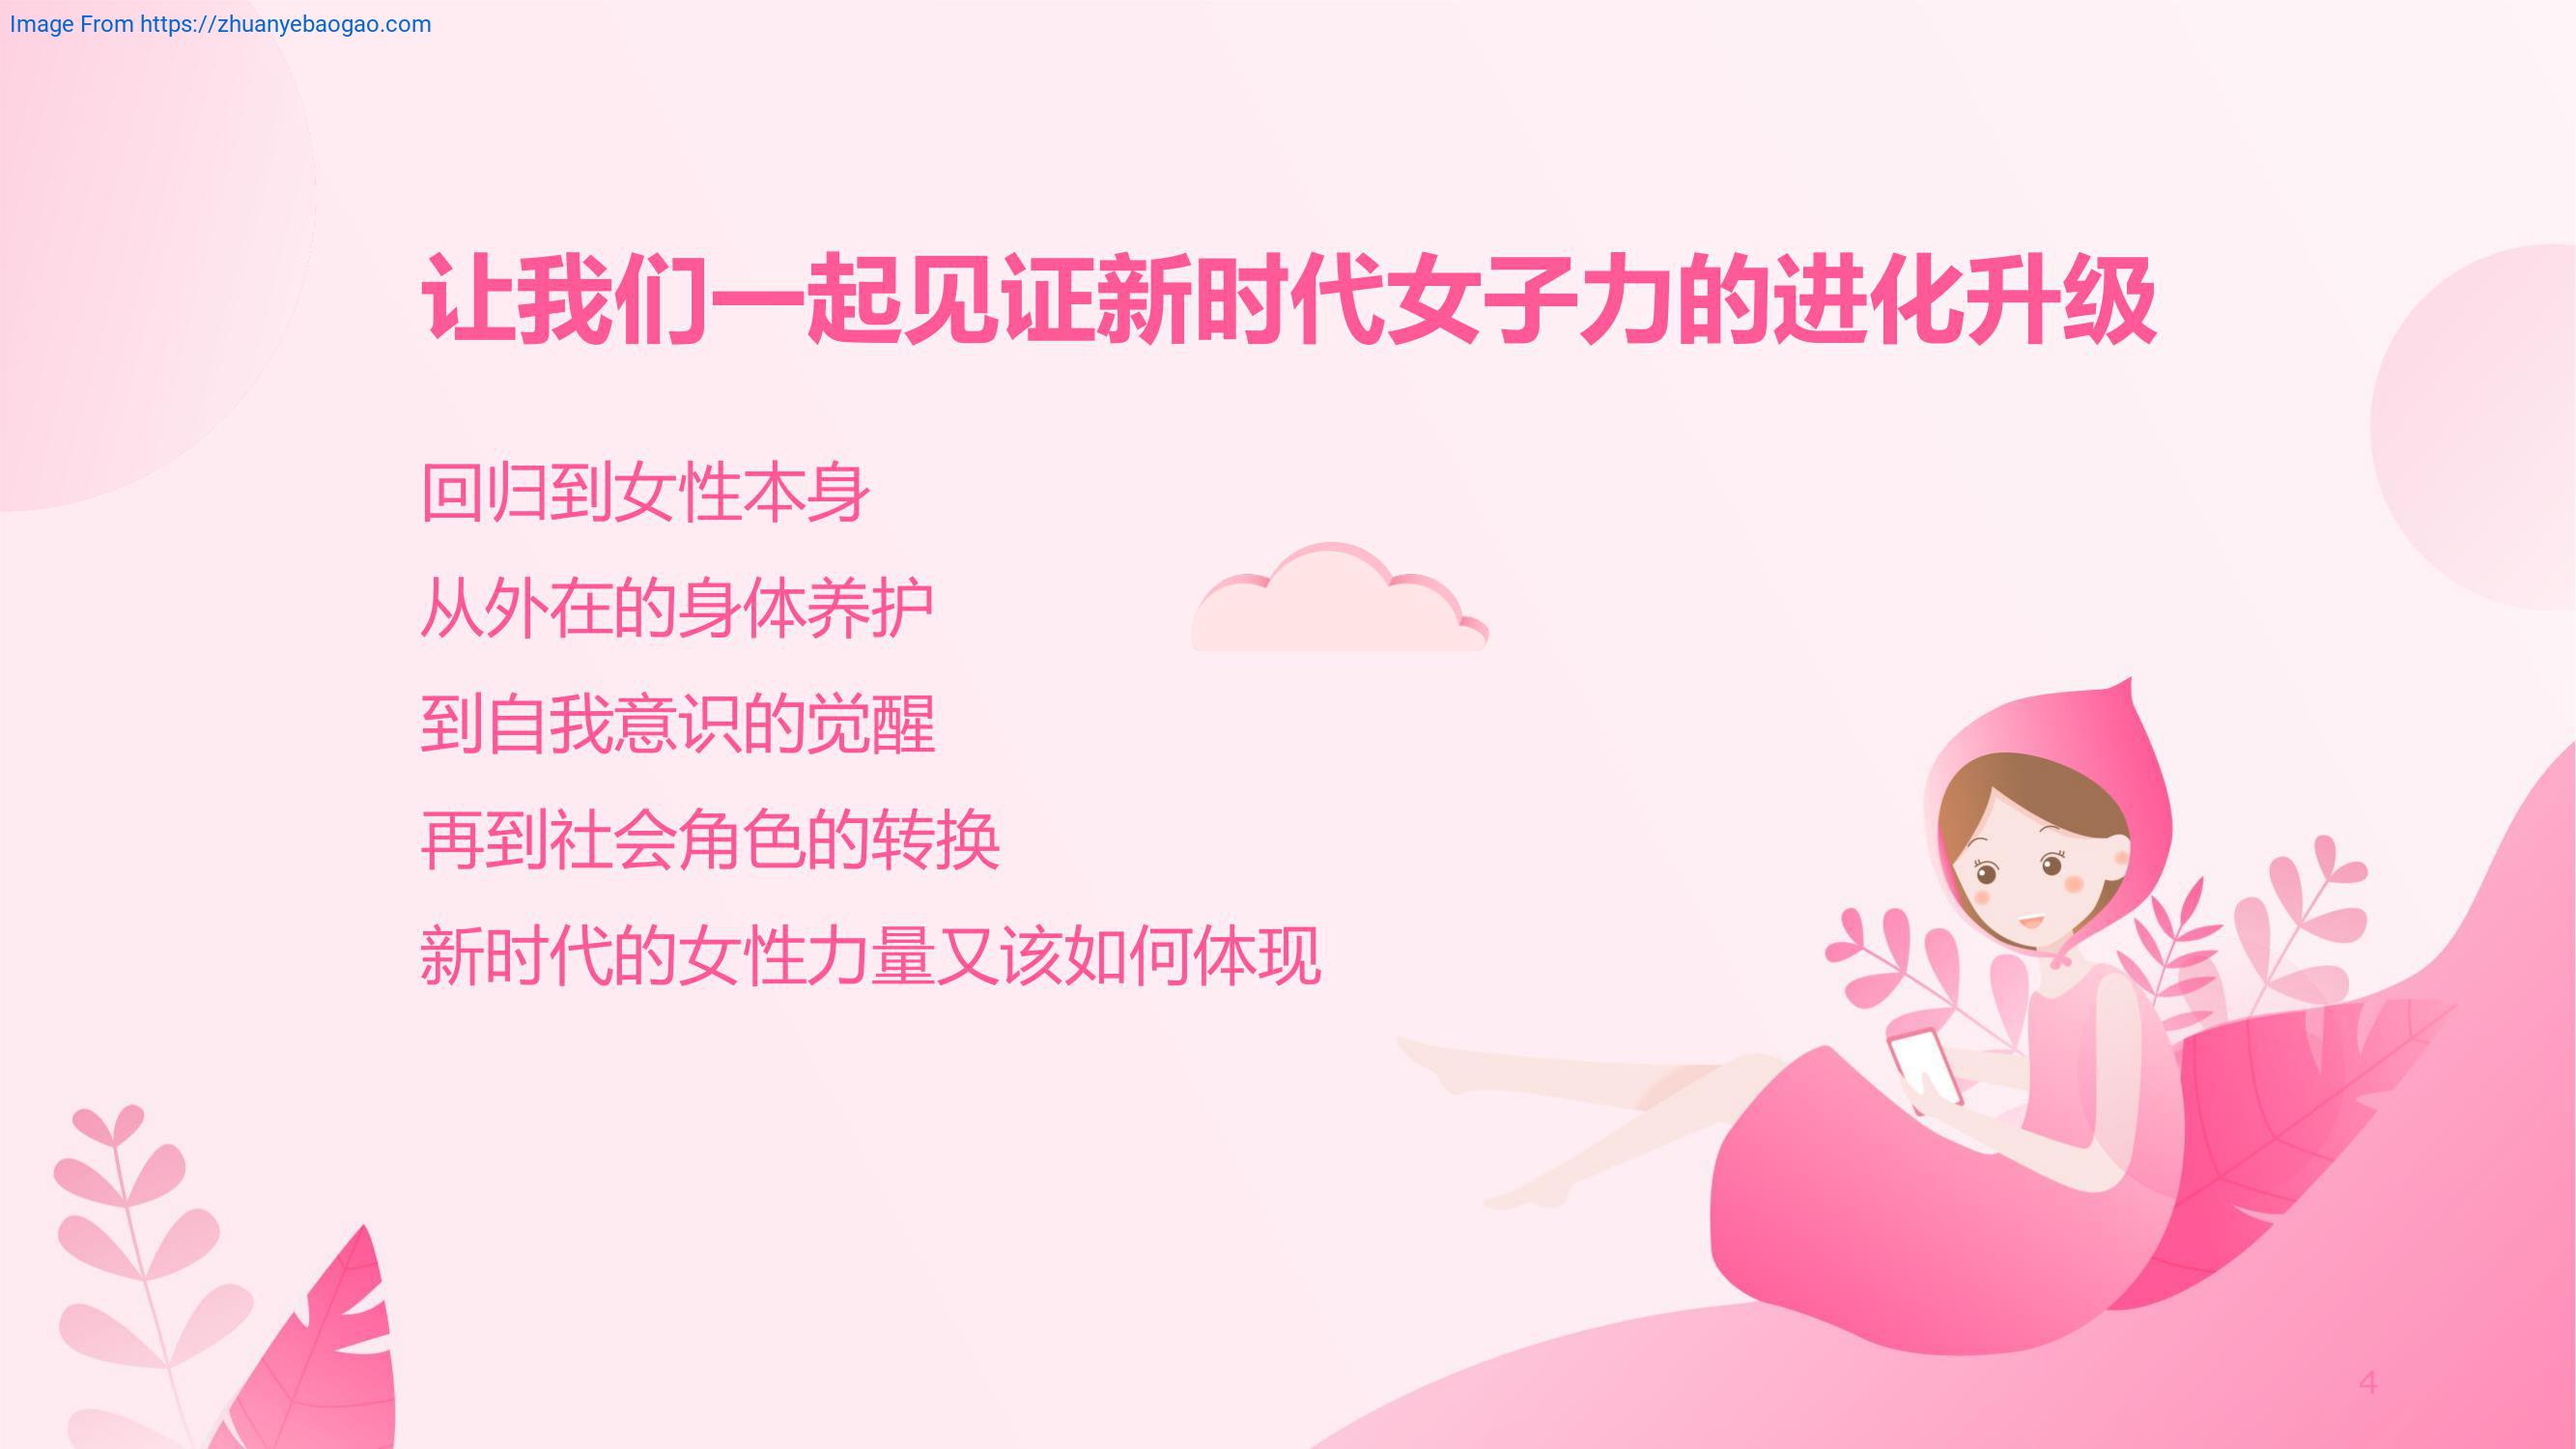 Image From https://zhuanyebaogao.com
让我们一起见证新时代女子力的进化升级
回归到女性本身
从外在的身体养护
到自我意识的觉醒
再到社会角色的转换
新时代的女性力量又该如何体现
4